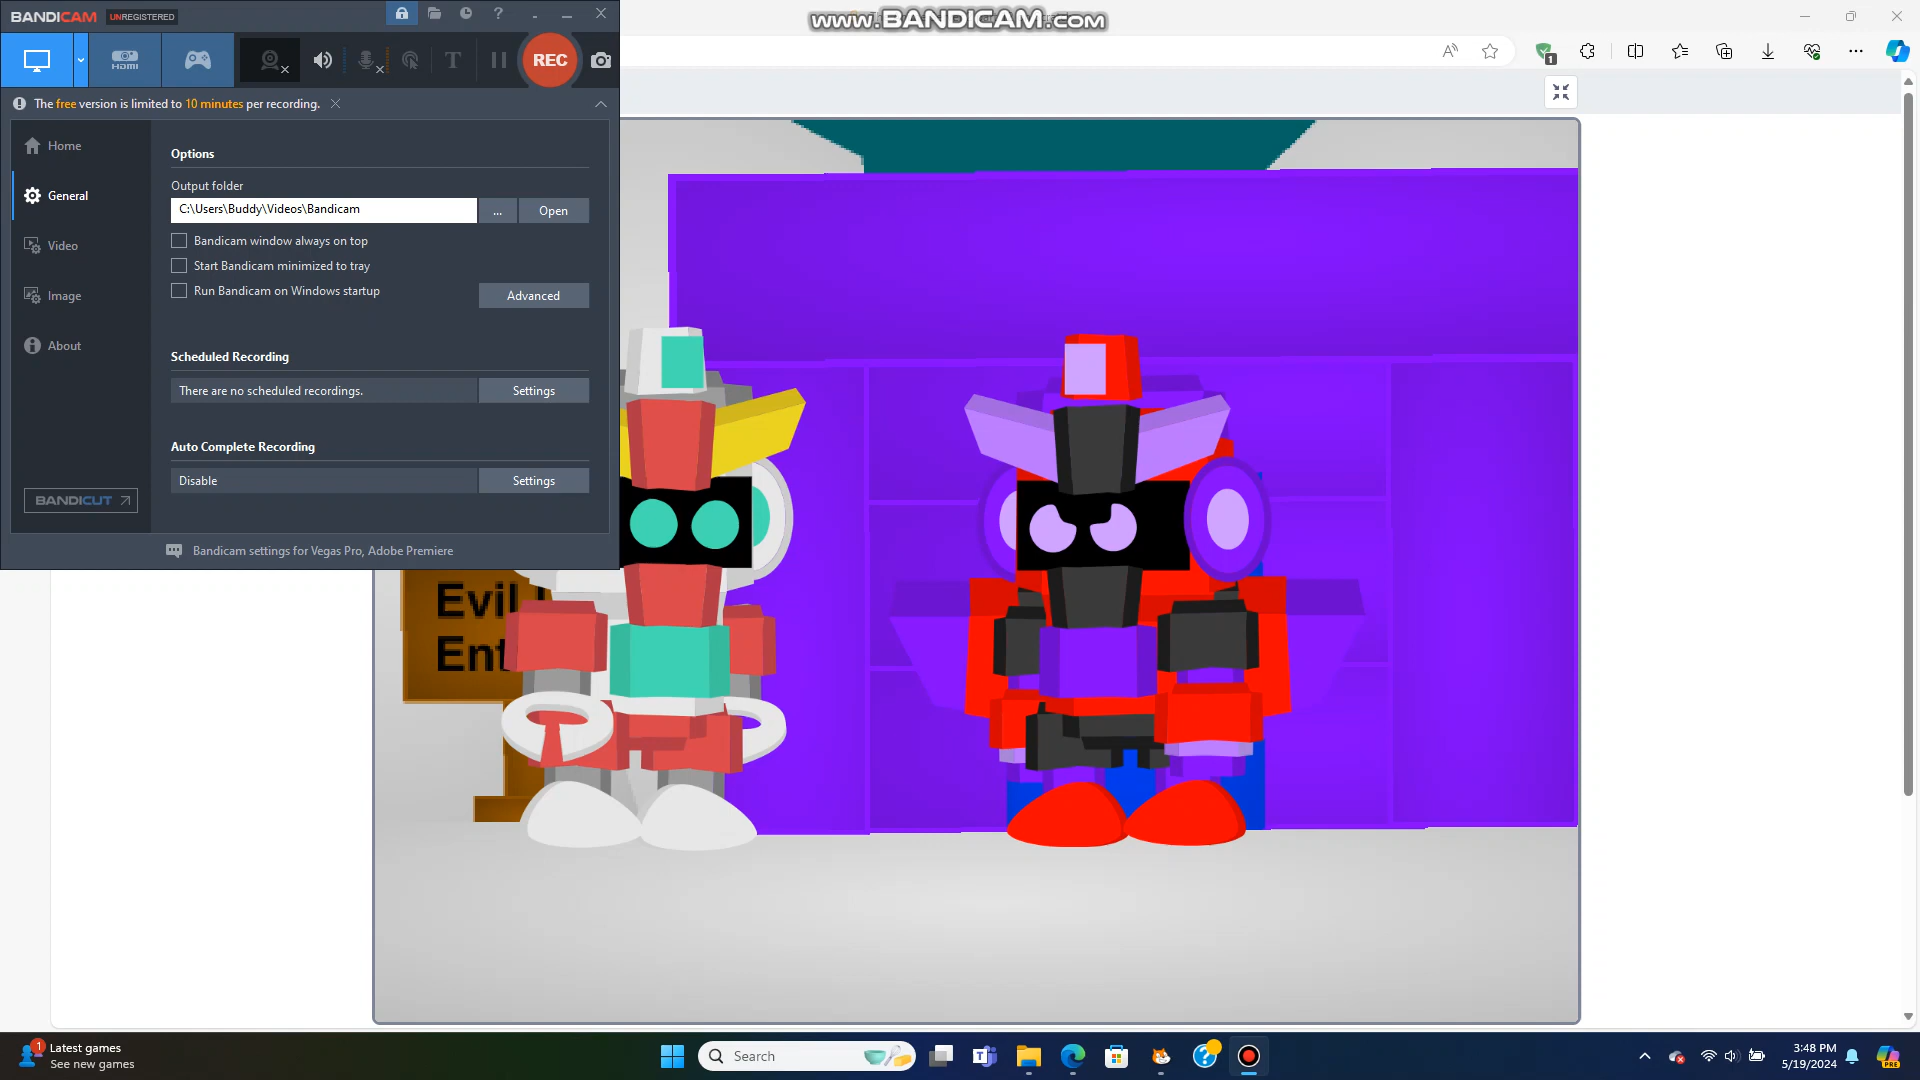 BANDICAM UNREGISTERED
www.BANDICAM.com
HDMI
T
REC
1
The free version is limited to 10 minutes per recording.
Home
General
Video
Image
About
BANDICUT
Options
Output folder
C:\Users\Buddy\Videos\Bandicam
...
Open
Bandicam window always on top
Start Bandicam minimized to tray
Run Bandicam on Windows startup
Advanced
Scheduled Recording
There are no scheduled recordings.
Settings
Auto Complete Recording
Disable
Settings
Bandicam settings for Vegas Pro, Adobe Premiere
Evil
1
Latest games
See new games
Search
3:48 PM
5/19/2024
PRE